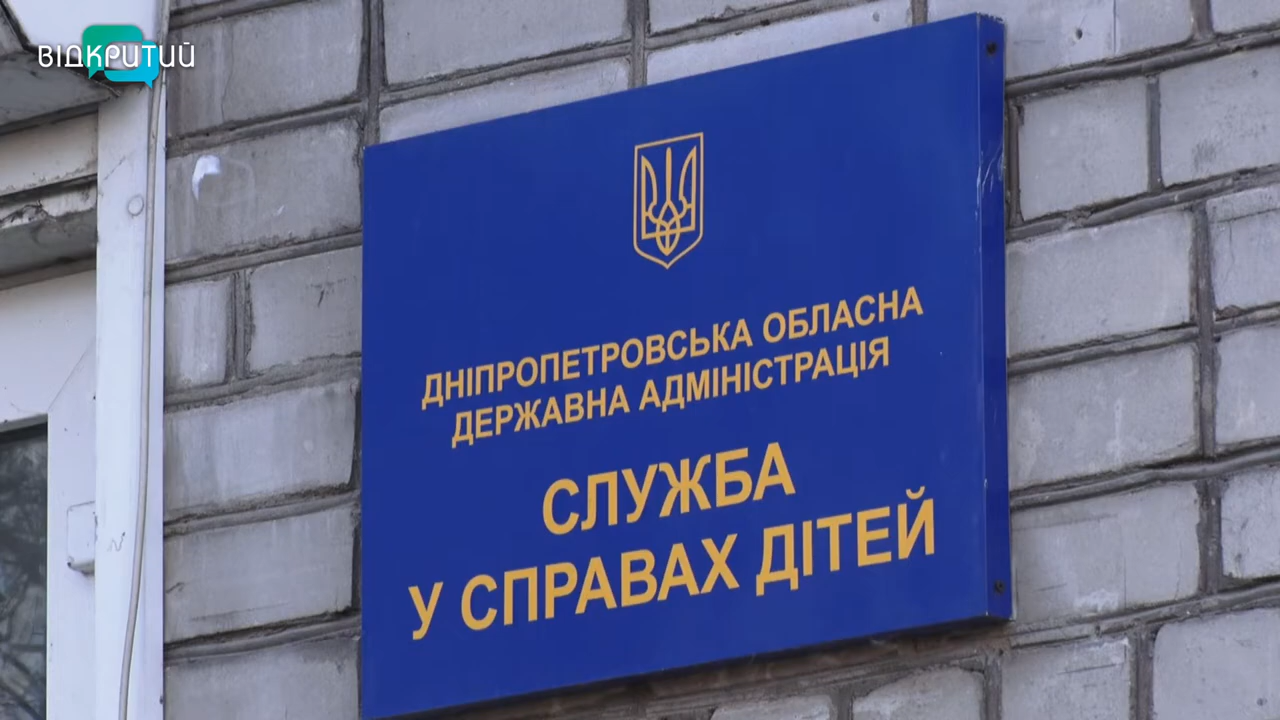 ВІДКРИТИЙ
ДНІПРОПЕТРОВСЬКА ОБЛАСНА
ДЕРЖАВНА АДМІНІСТРАЦІЯ
СЛУЖБА
У СПРАВАХ ДІТЕЙ